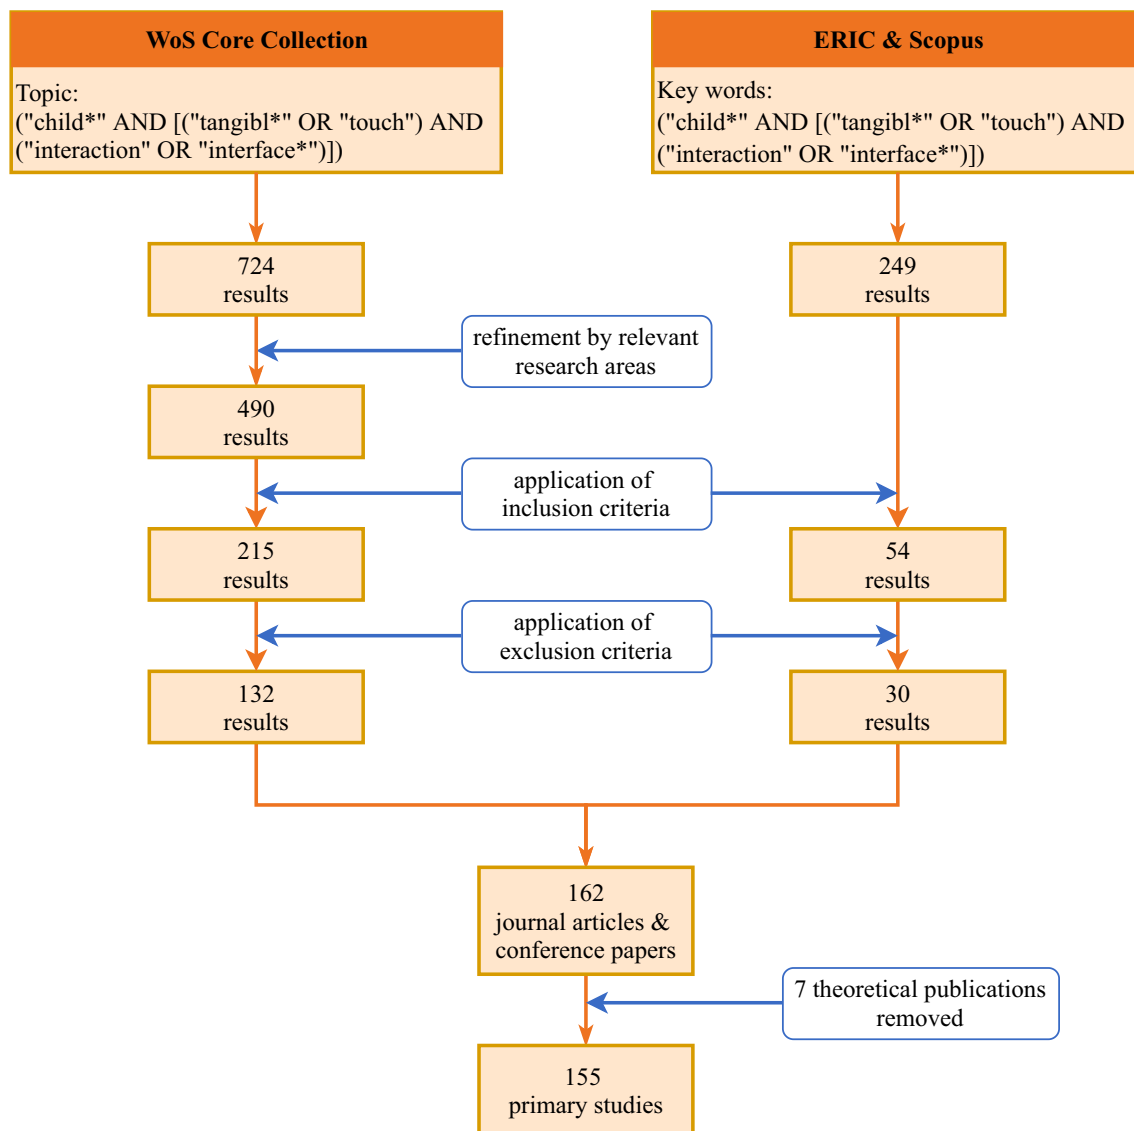 WoS Core Collection
Topic:
("child*" AND [("tangibl*" OR "touch") AND
("interaction" OR "interface*")])
ERIC & Scopus
Key words:
("child*" AND [("tangibl*" OR "touch") AND
("interaction" OR "interface*")])
724
results
249
results
refinement by relevant
research areas
490
results
application of
inclusion criteria
215
results
54
results
application of
exclusion criteria
132
results
30
results
162
journal articles &
conference papers
7 theoretical publications
removed
155
primary studies